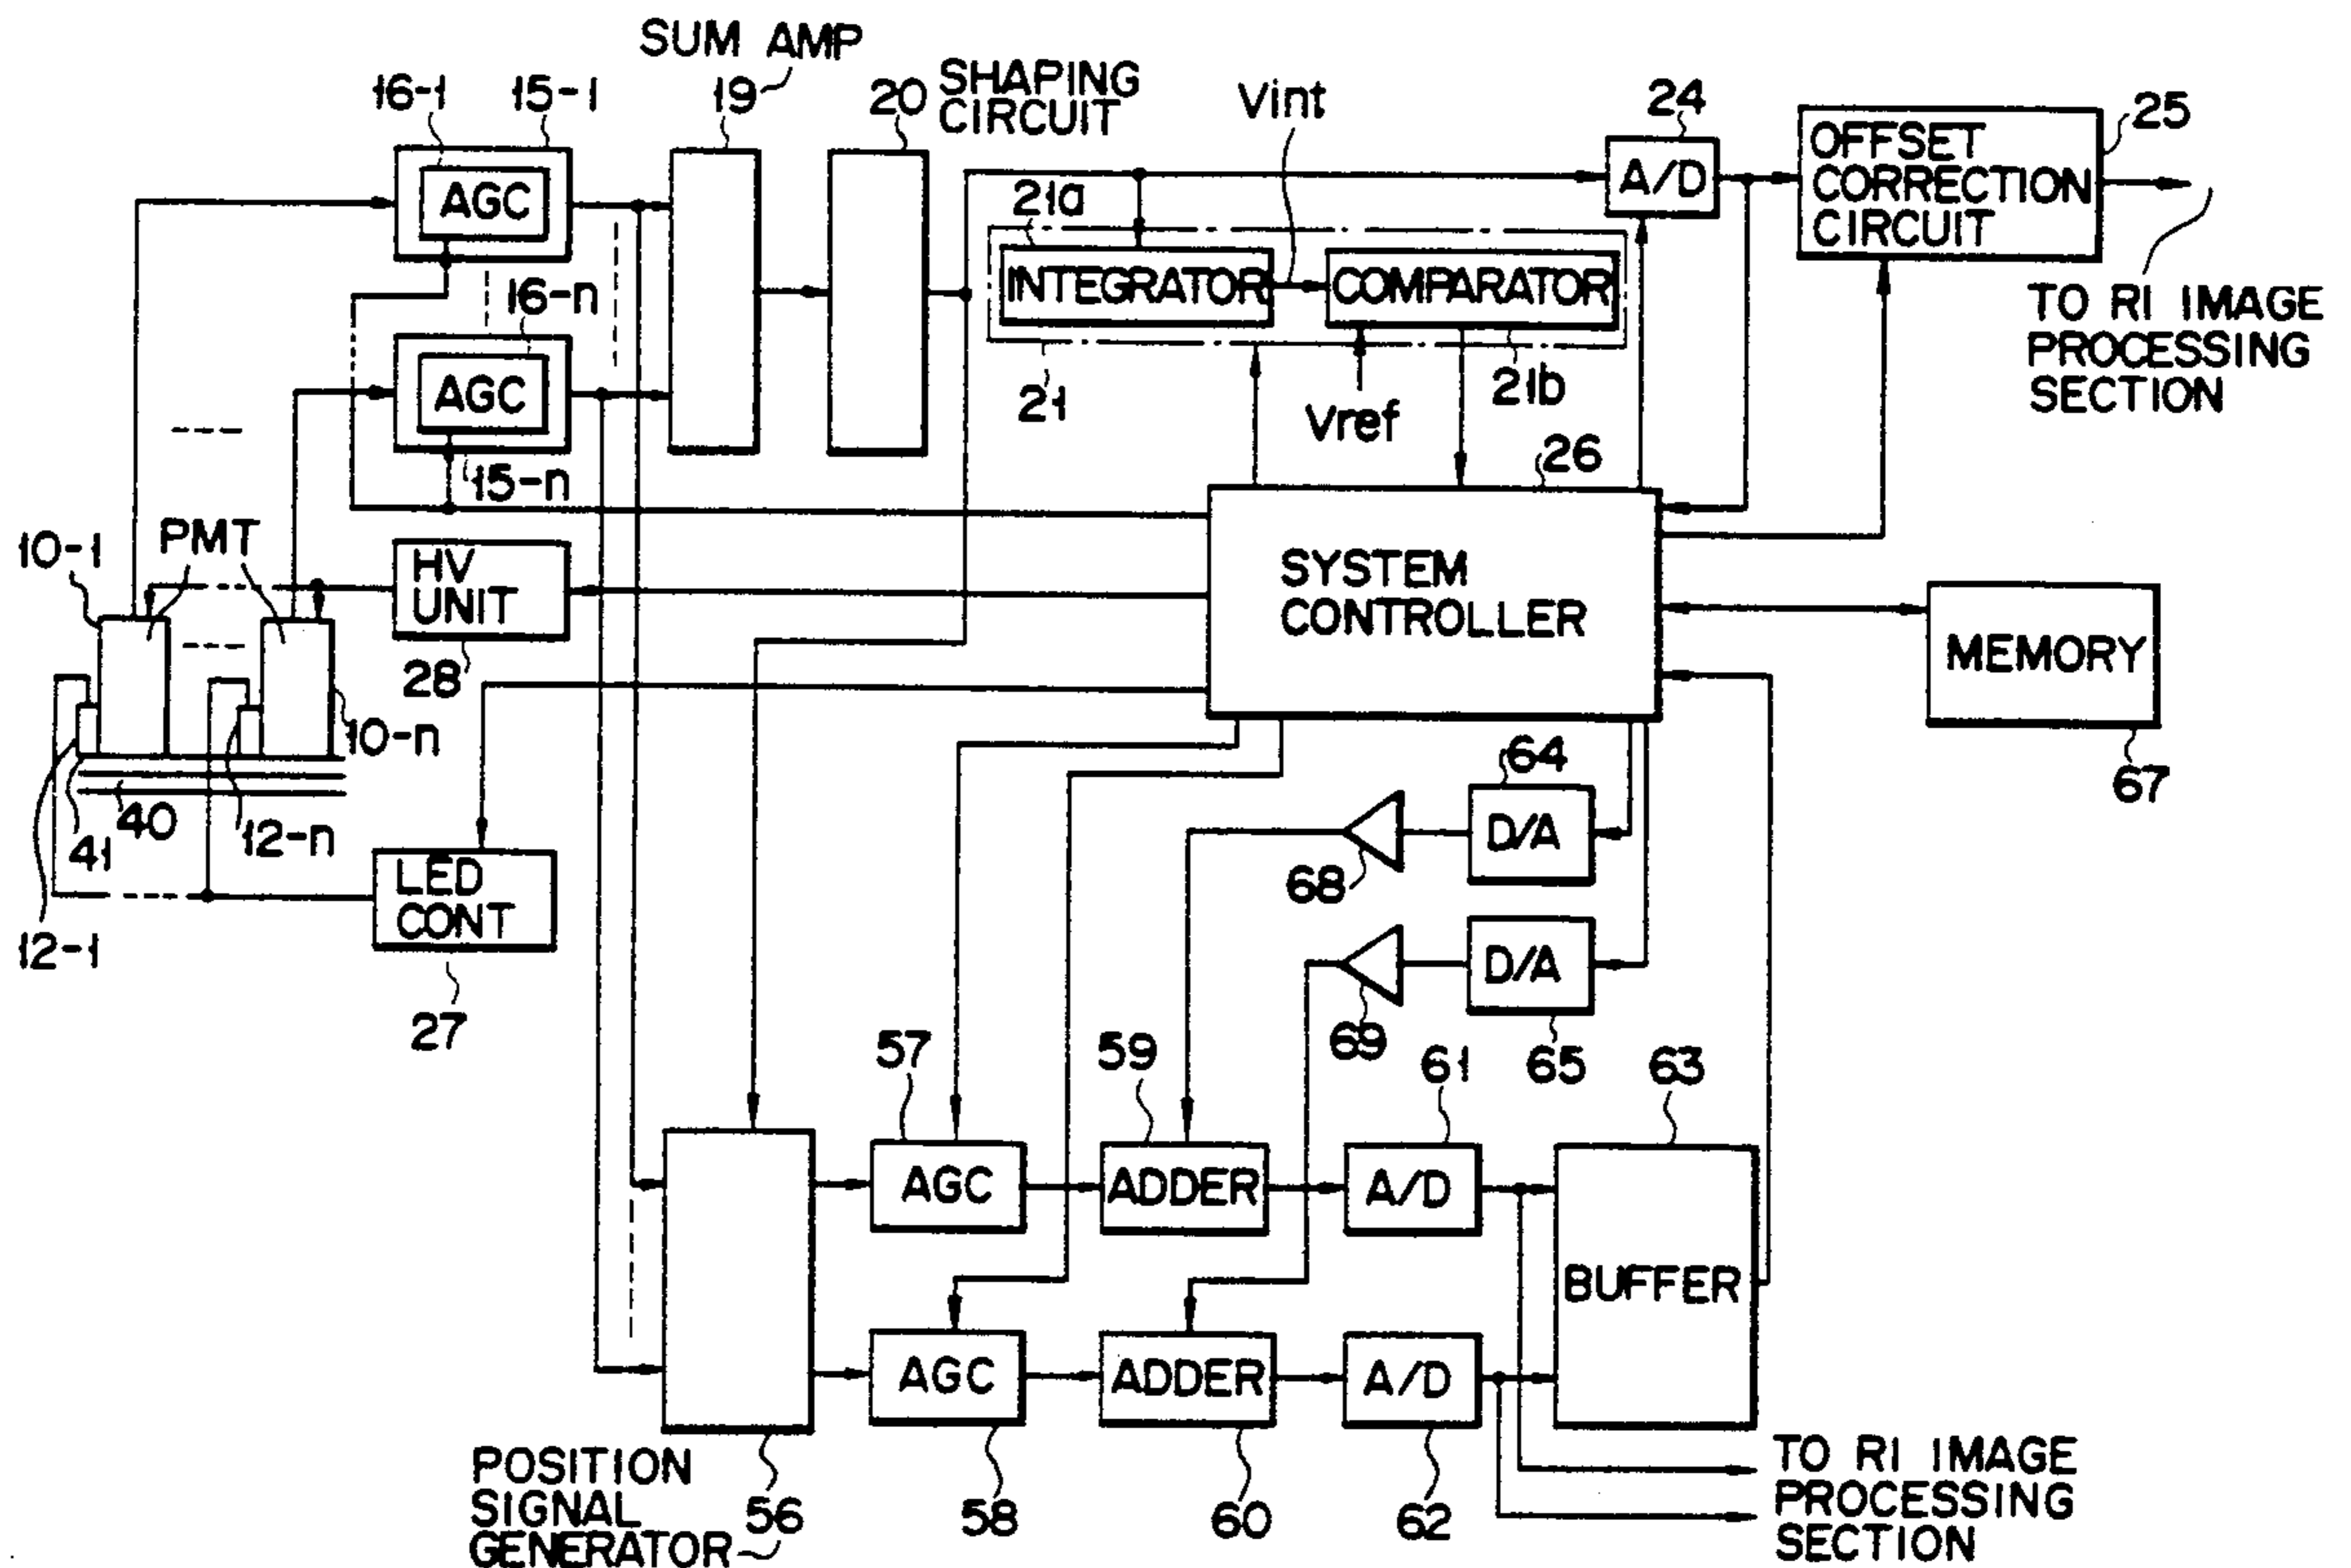 SUM AMP
19
16-1
15-1
20
SHAPING
CIRCUIT
Vint
24
25
AGC
A/D
OFFSET
CORRECTION
CIRCUIT
21a
16-n
INTEGRATOR
COMPARATOR
TO RI IMAGE
PROCESSING
SECTION
AGC
21
Vref
21b
15-n
26
10-1
PMT
HV
UNIT
SYSTEM
CONTROLLER
MEMORY
28
10-n
67
41
40
12-n
64
D/A
68
LED
CONT
12-1
27
D/A
69
65
57
59
61
63
AGC
ADDER
A/D
BUFFER
AGC
ADDER
A/D
POSITION
SIGNAL
GENERATOR
56
58
60
62
TO RI IMAGE
PROCESSING
SECTION